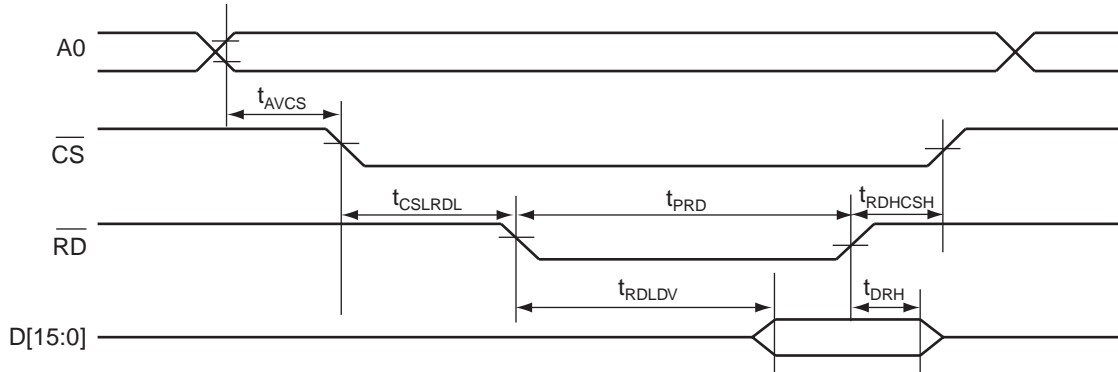 A0
tAVCS
CS
tCSLRDL
tPRD
tRDHCSH
RD
tRDLDV
tDRH
D[15:0]